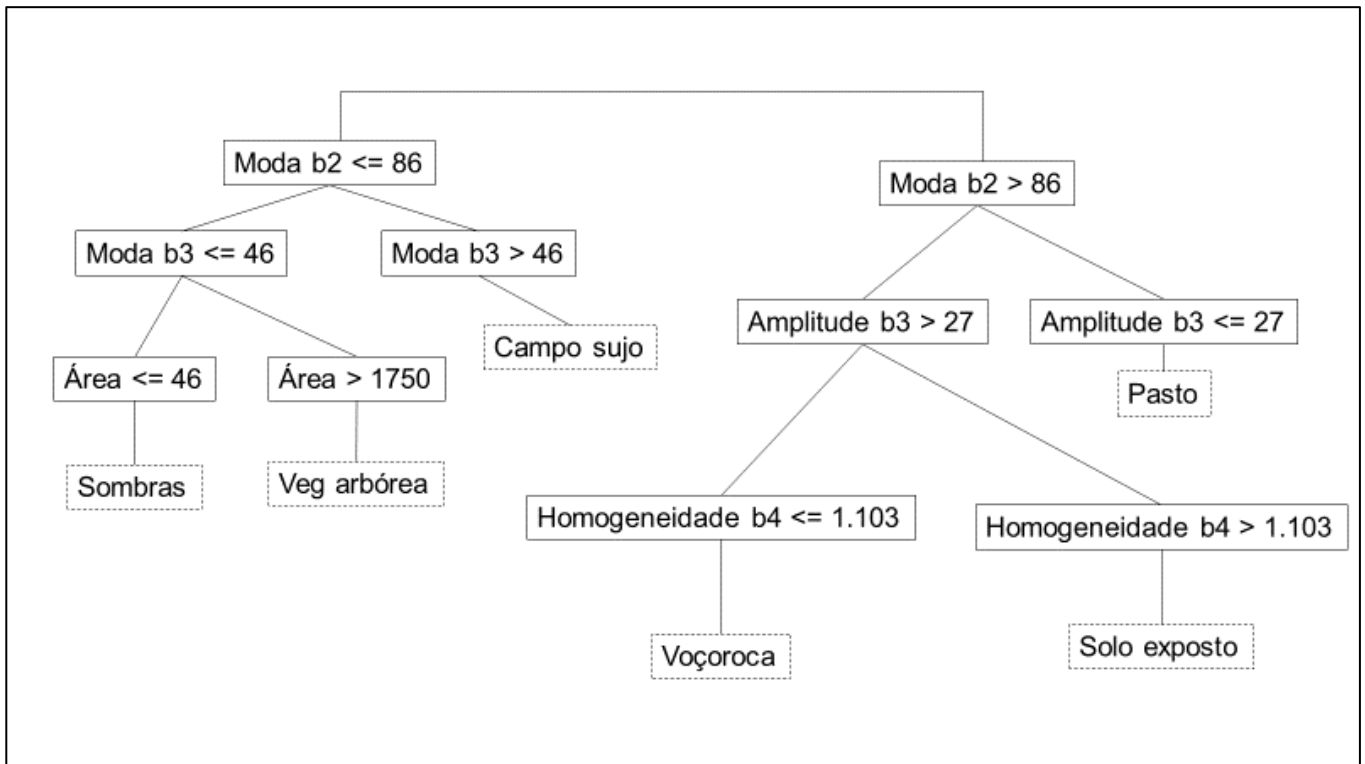 Moda b2 <= 86
Moda b2 > 86
Moda b3 <= 46
Moda b3 > 46
Amplitude b3 > 27
Amplitude b3 <= 27
Campo sujo
Área <= 46
Área > 1750
Pasto
Sombras
Veg arbórea
Homogeneidade b4 <= 1.103
Homogeneidade b4 > 1.103
Voçoroca
Solo exposto